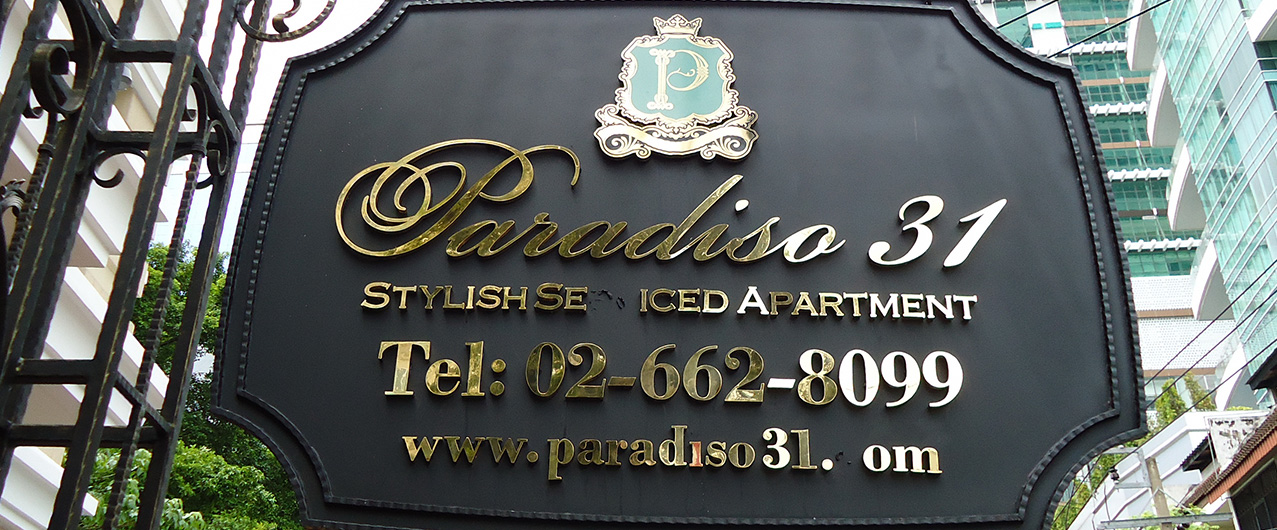 P
Paradiso 31
STYLISH SE ICED APARTMENT
Tel: 02-662-8099
www.paradiso31. om